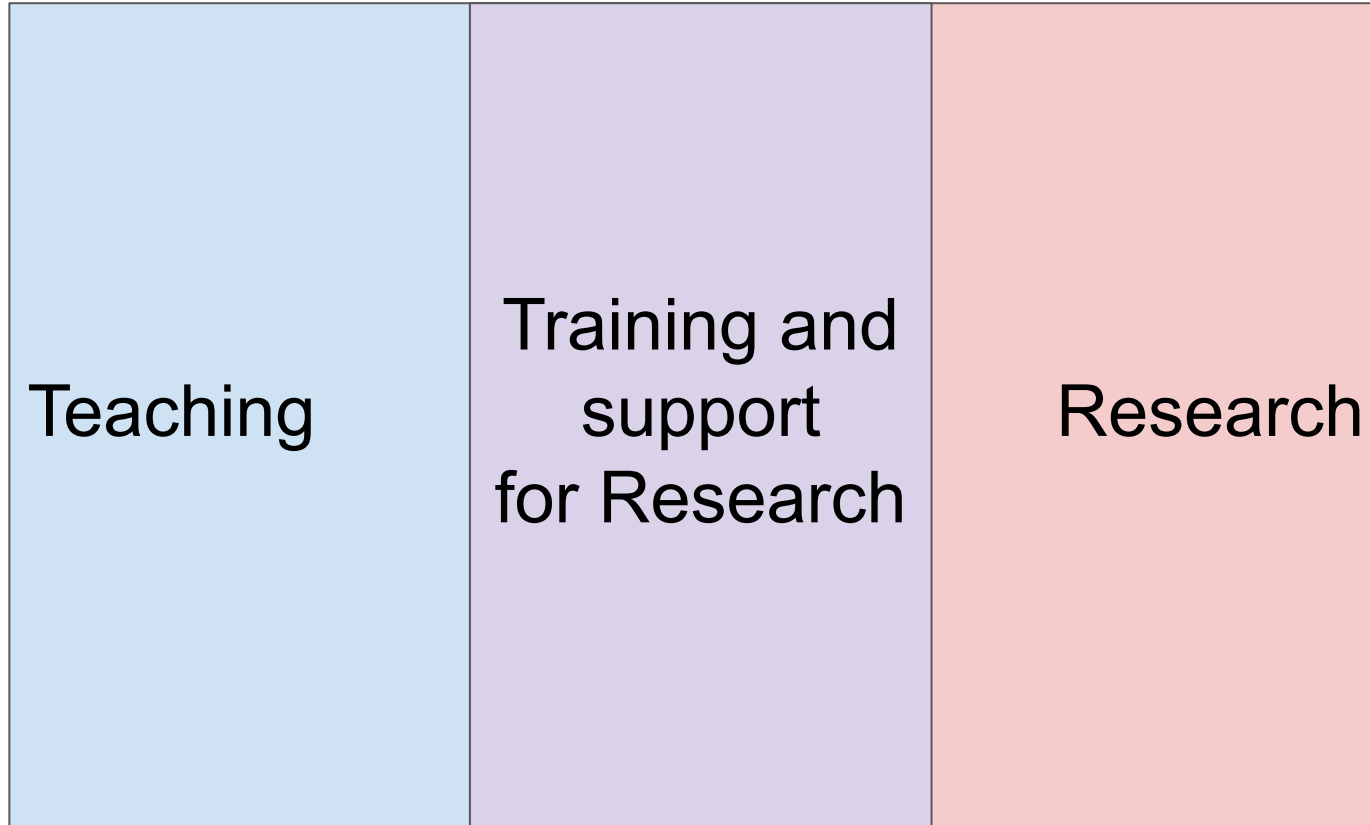 Teaching
Training and
support
for Research
Research